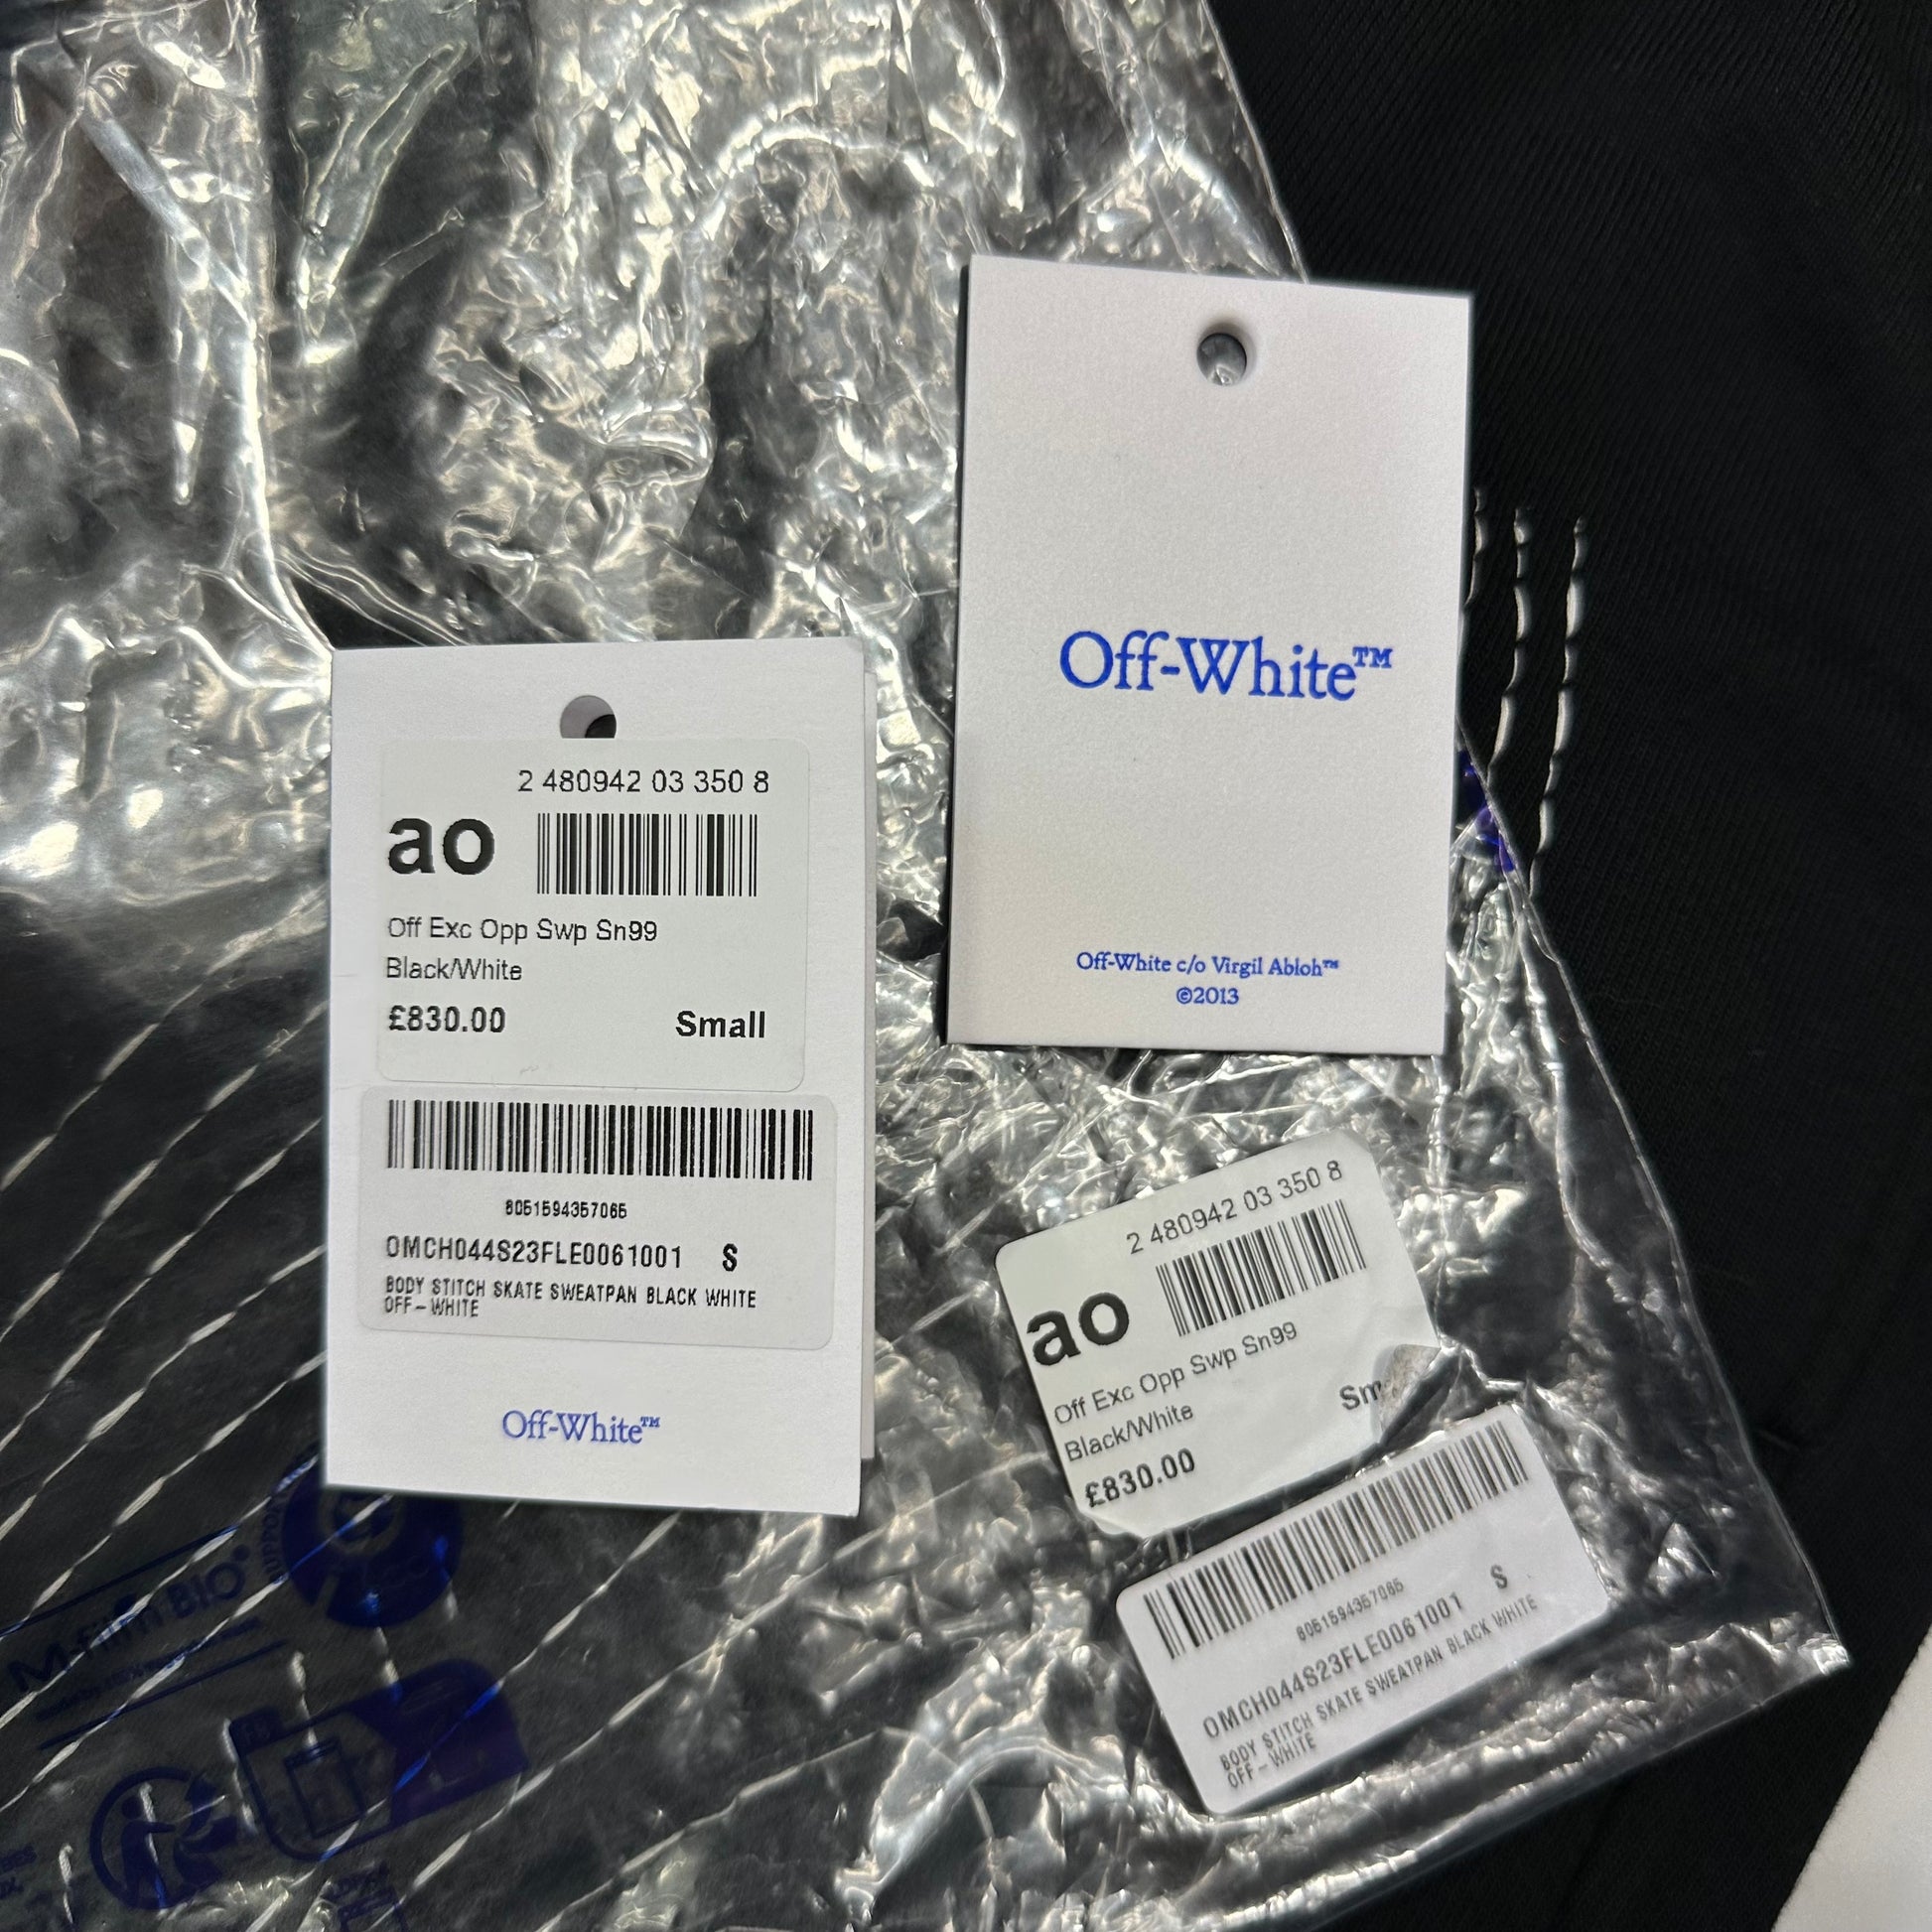 Off-White™
Off-White c/o Virgil Abloh™
©2013
2 480942 03 350 8
ao
Off Exc Opp Swp Sn99
Black/White
£830.00 Small
8051594357065
OMCH044S23FLE0061001 S
BODY STITCH SKATE SWEATPAN BLACK WHITE
OFF-WHITE
Off-White™
2 480942 03 350 8
ao
Off Exc Opp Swp Sn99
Black/White
£830.00
8051594357065
OMCH044S23FLE0061001 S
BODY STITCH SKATE SWEATPAN BLACK WHITE
OFF-WHITE
BIO